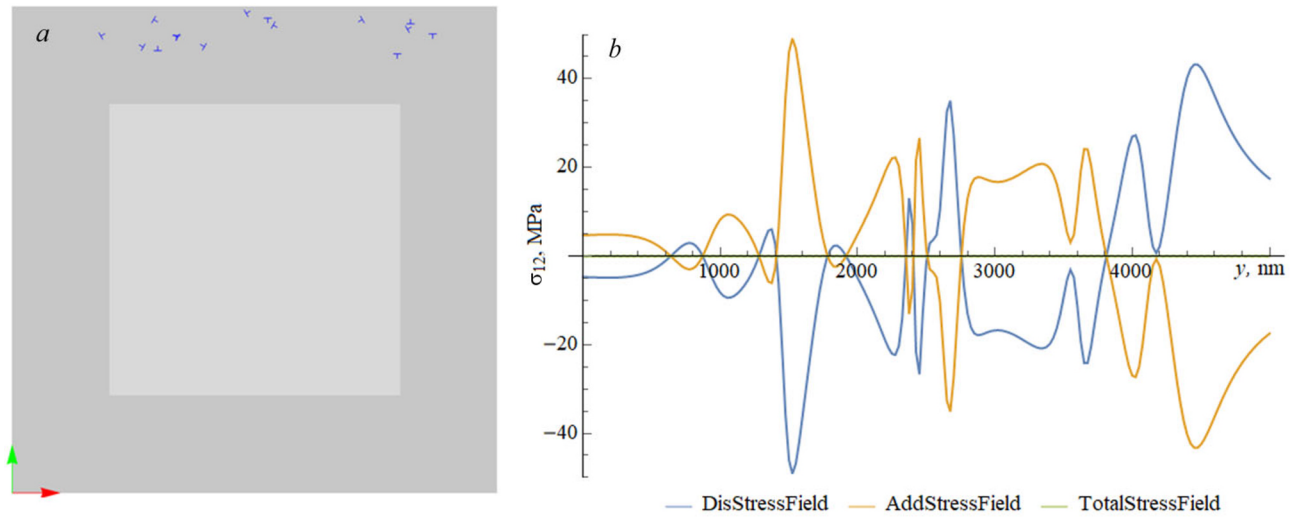 a
b
σ12, MPa
40
20
−20
−40
1000
2000
3000
4000
y, nm
DisStressField
AddStressField
TotalStressField